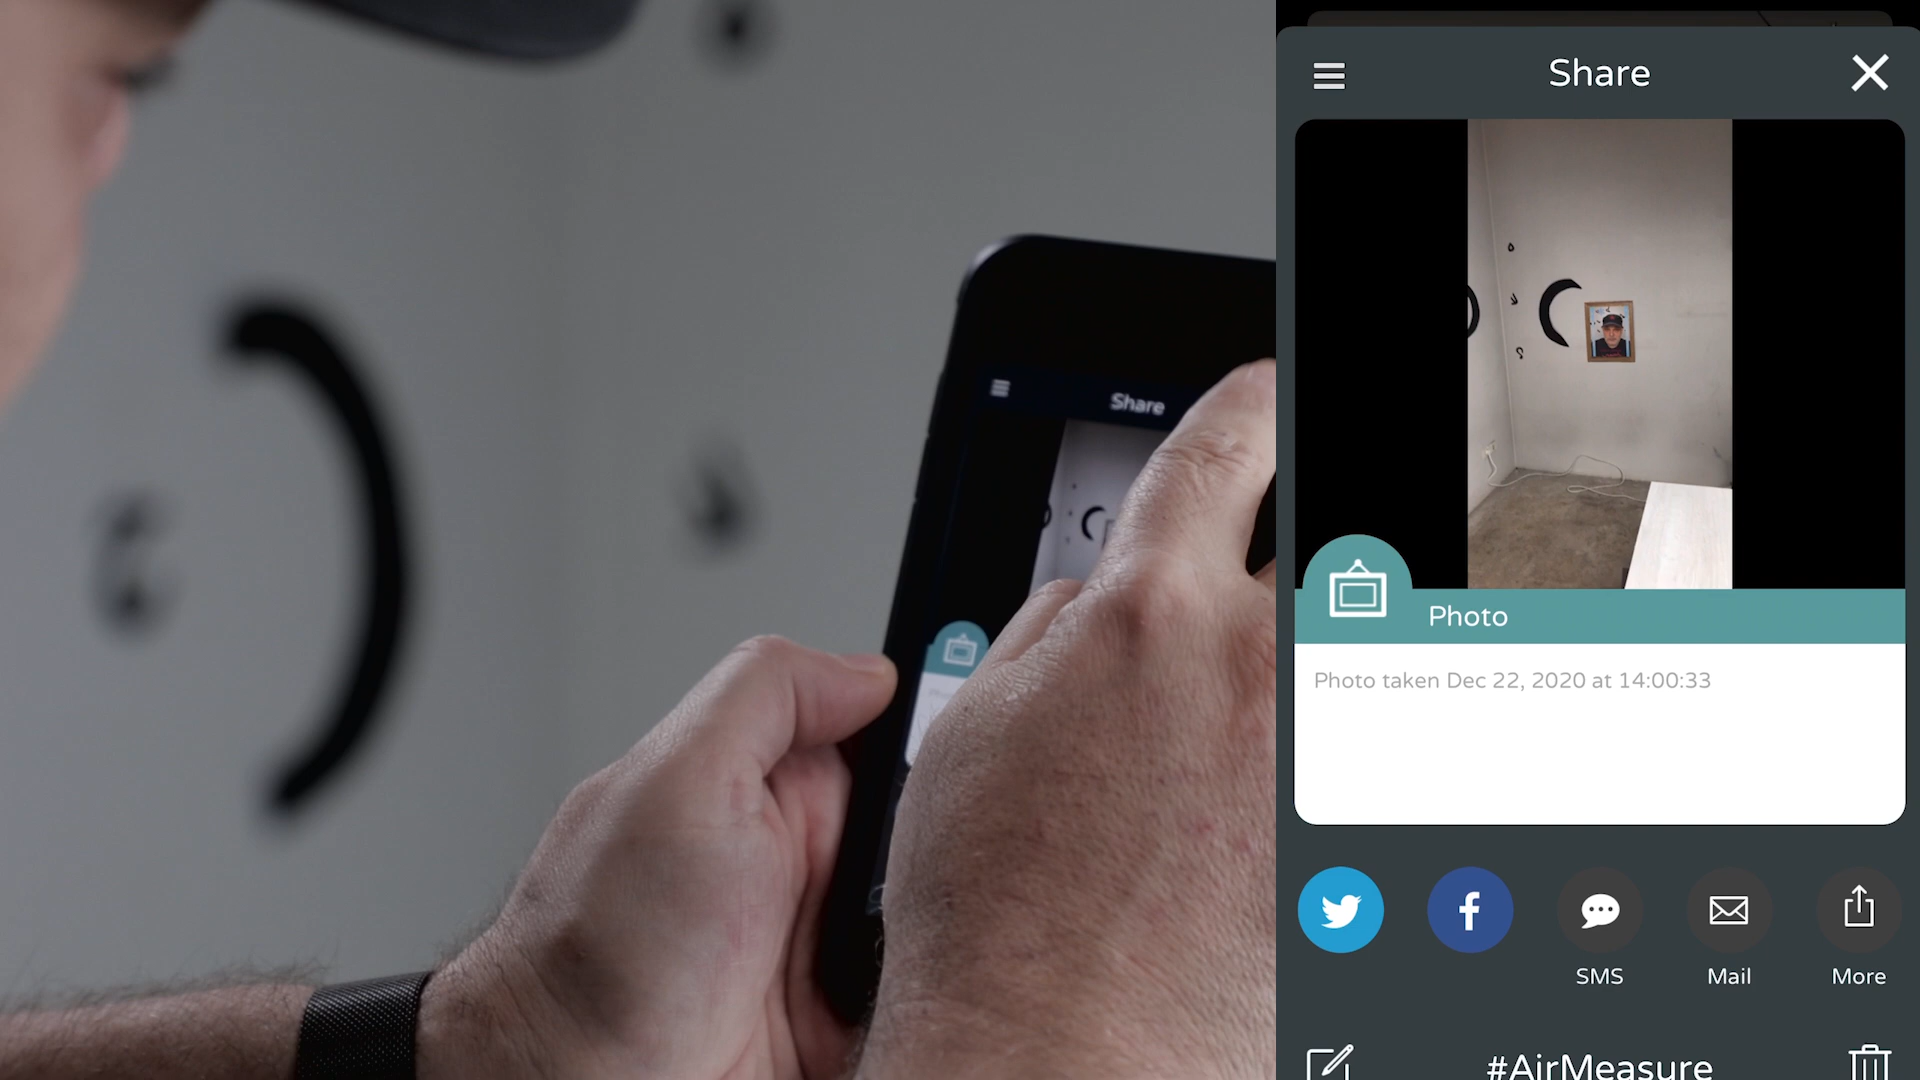 Share
Share
Photo
Photo taken Dec 22, 2020 at 14:00:33
SMS
Mail
More
#AirMeasure